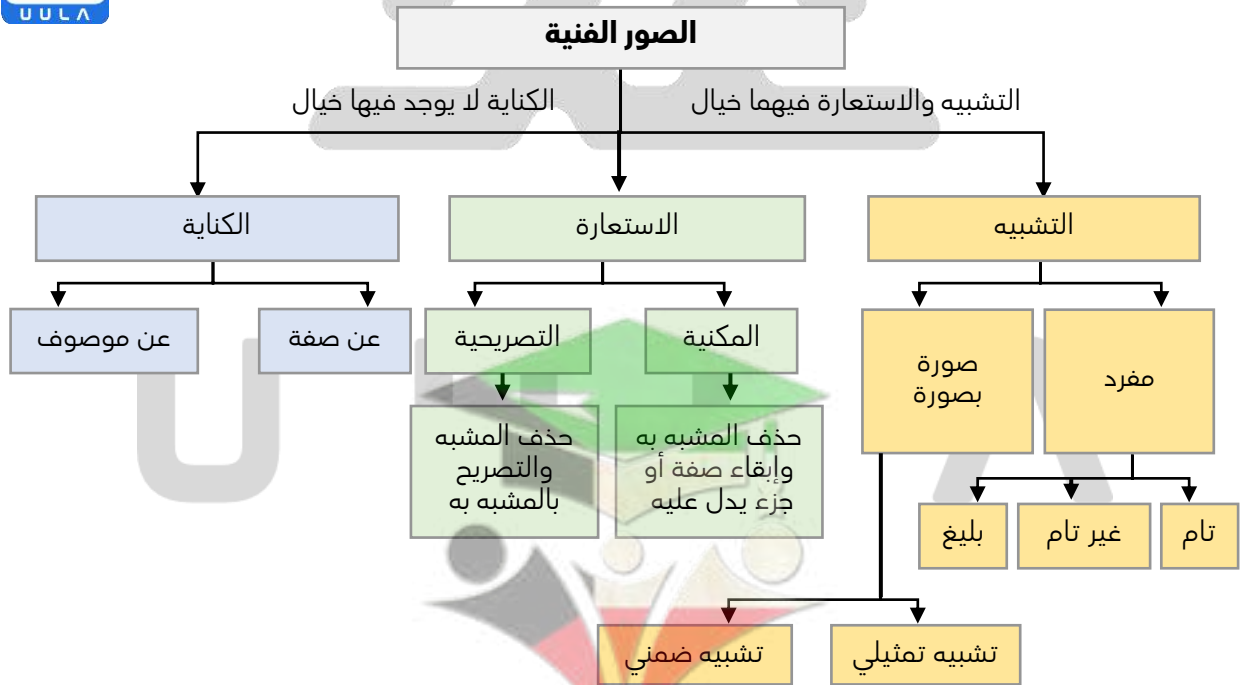 UULA
الصور الفنية
التشبيه والاستعارة فيهما خيال
الكناية لا يوجد فيها خيال
التشبيه
الاستعارة
الكناية
مفرد
صورة
بصورة
المكنية
التصريحية
عن صفة
عن موصوف
حذف المشبه به
وإبقاء صفة أو
جزء يدل عليه
حذف المشبه
والتصريح
بالمشبه به
تام
غير تام
بليغ
تشبيه تمثيلي
تشبيه ضمني